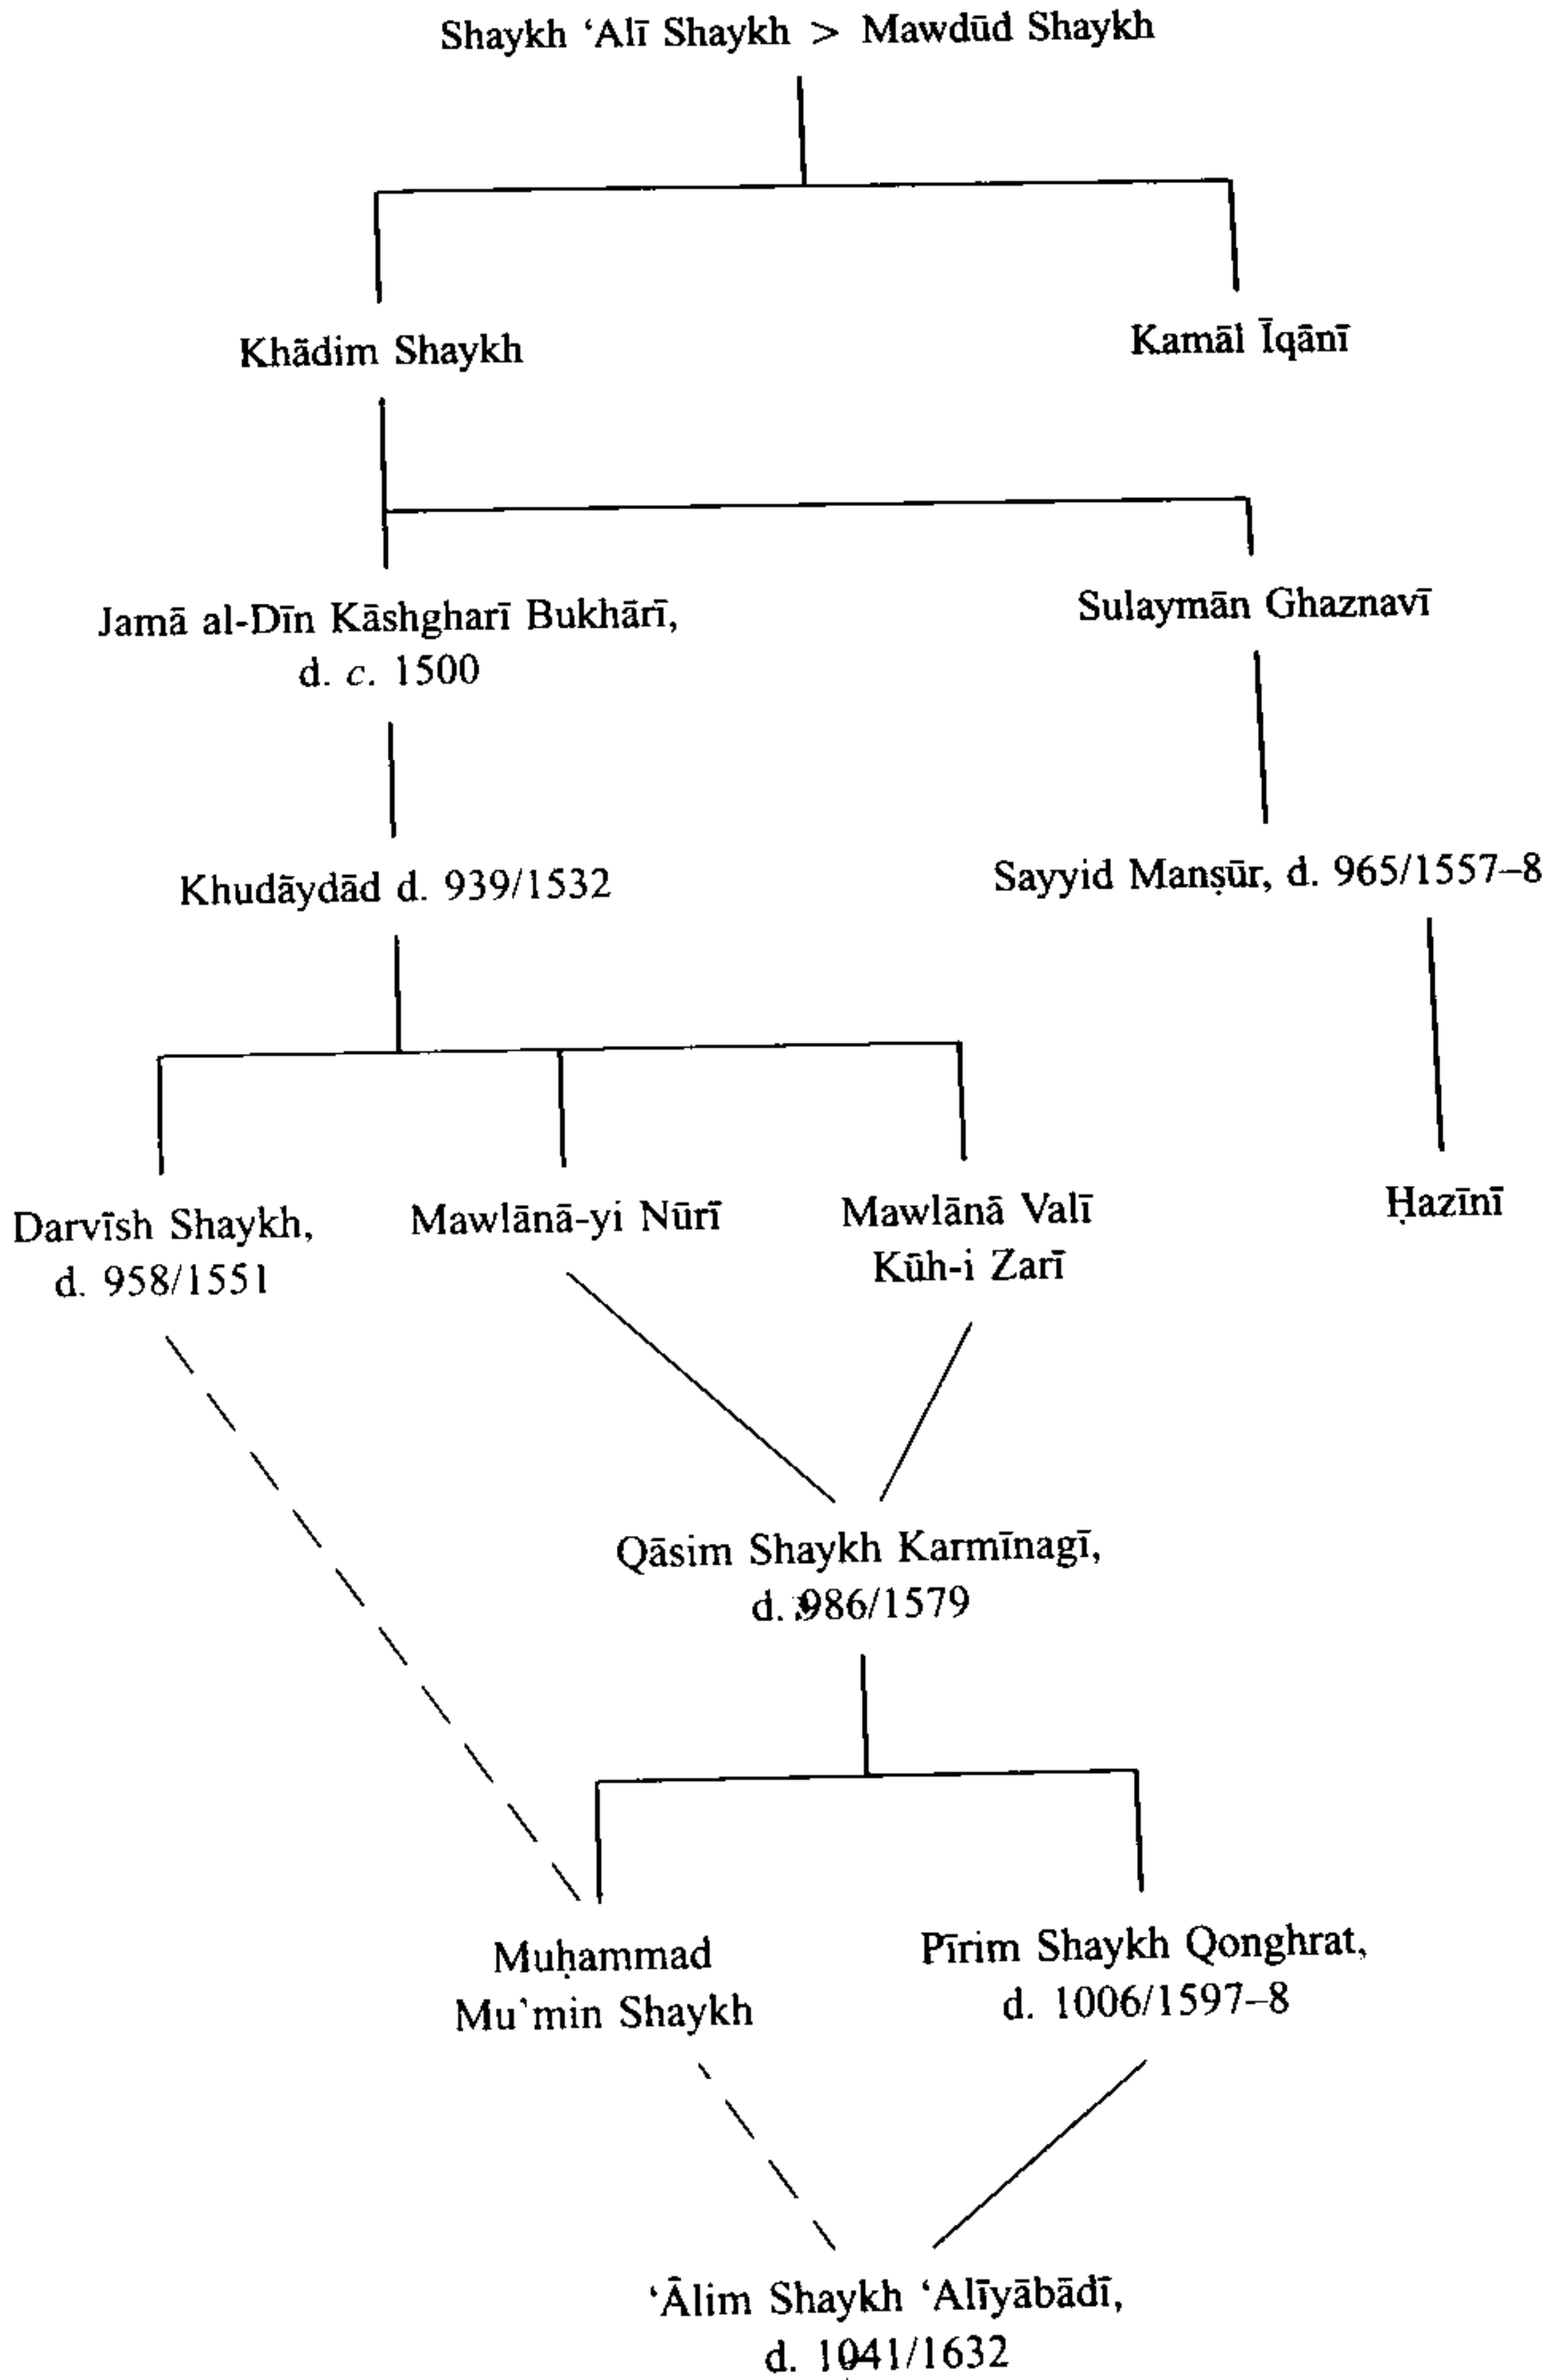 Shaykh ‘Alī Shaykh > Mawdūd Shaykh
Khādim Shaykh
Kamāl Īqānī
Jamā al-Dīn Kāshgharī Bukhārī,
d. c. 1500
Sulaymān Ghaznavī
Khudāydād d. 939/1532
Sayyid Manṣūr, d. 965/1557–8
Darvīsh Shaykh,
d. 958/1551
Mawlānā-yi Nūrī
Mawlānā Valī
Kūh-i Zarī
Ḥazīnī
Qāsim Shaykh Karmīnagī,
d. 986/1579
Muḥammad
Mu’min Shaykh
Pīrim Shaykh Qonghrat,
d. 1006/1597–8
‘Ālim Shaykh ‘Alīyābādī,
d. 1041/1632